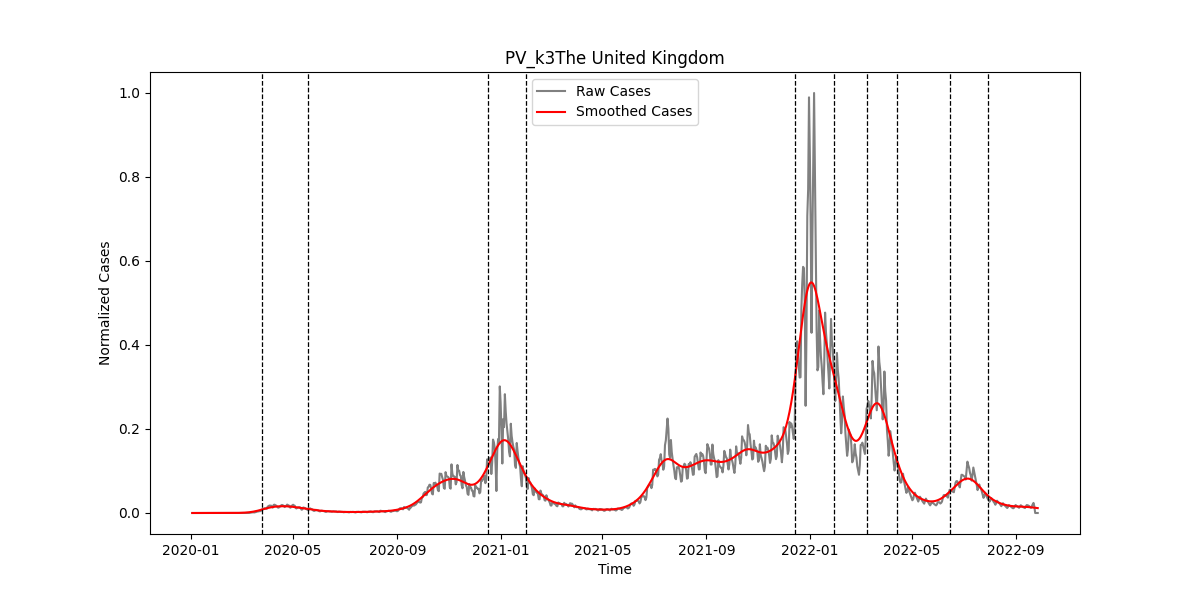 PV_k3The United Kingdom
Raw Cases
Smoothed Cases
Normalized Cases
1.0
0.8
0.6
0.4
0.2
0.0
2020-01 2020-05 2020-09 2021-01 2021-05 2021-09 2022-01 2022-05 2022-09
Time